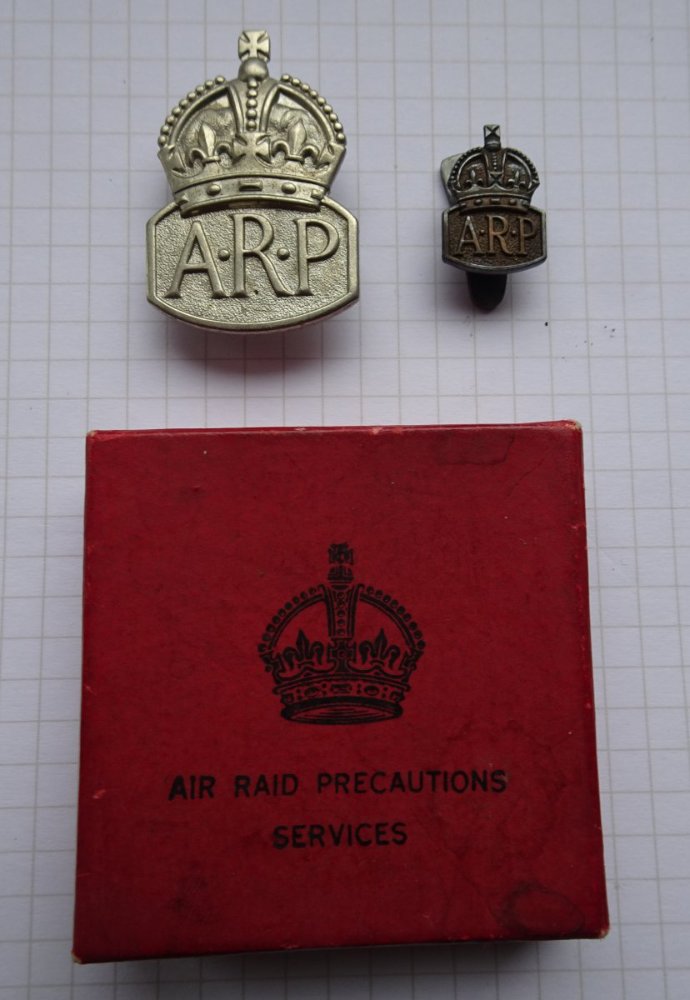 A·R·P
A·R·P
AIR RAID PRECAUTIONS
SERVICES